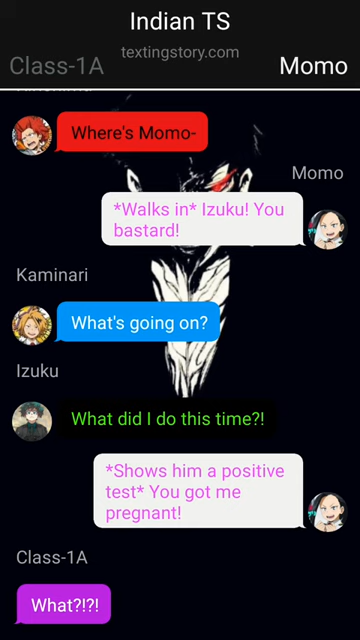 Indian TS
textingstory.com
Class-1A
Momo
Where's Momo-
Momo
*Walks in* Izuku! You
bastard!
Kaminari
What's going on?
Izuku
What did I do this time?!
*Shows him a positive
test* You got me
pregnant!
Class-1A
What?!?!